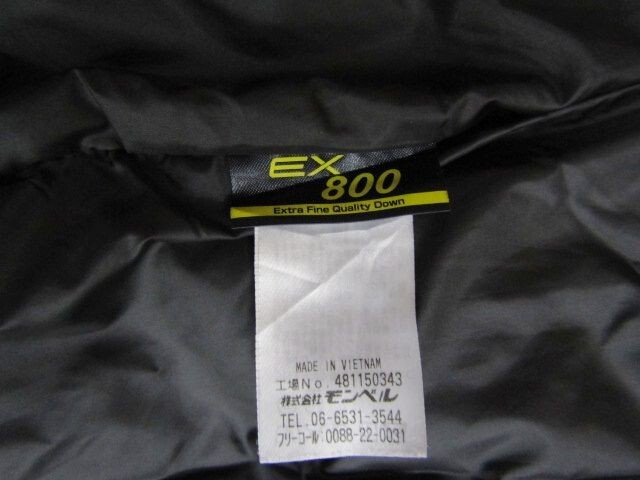 EX
800
Extra Fine Quality Down
MADE IN VIETNAM
工場No. 481150343
株式会社 モンベル
TEL. 06-6531-3544
フリーコール:0088-22-0031